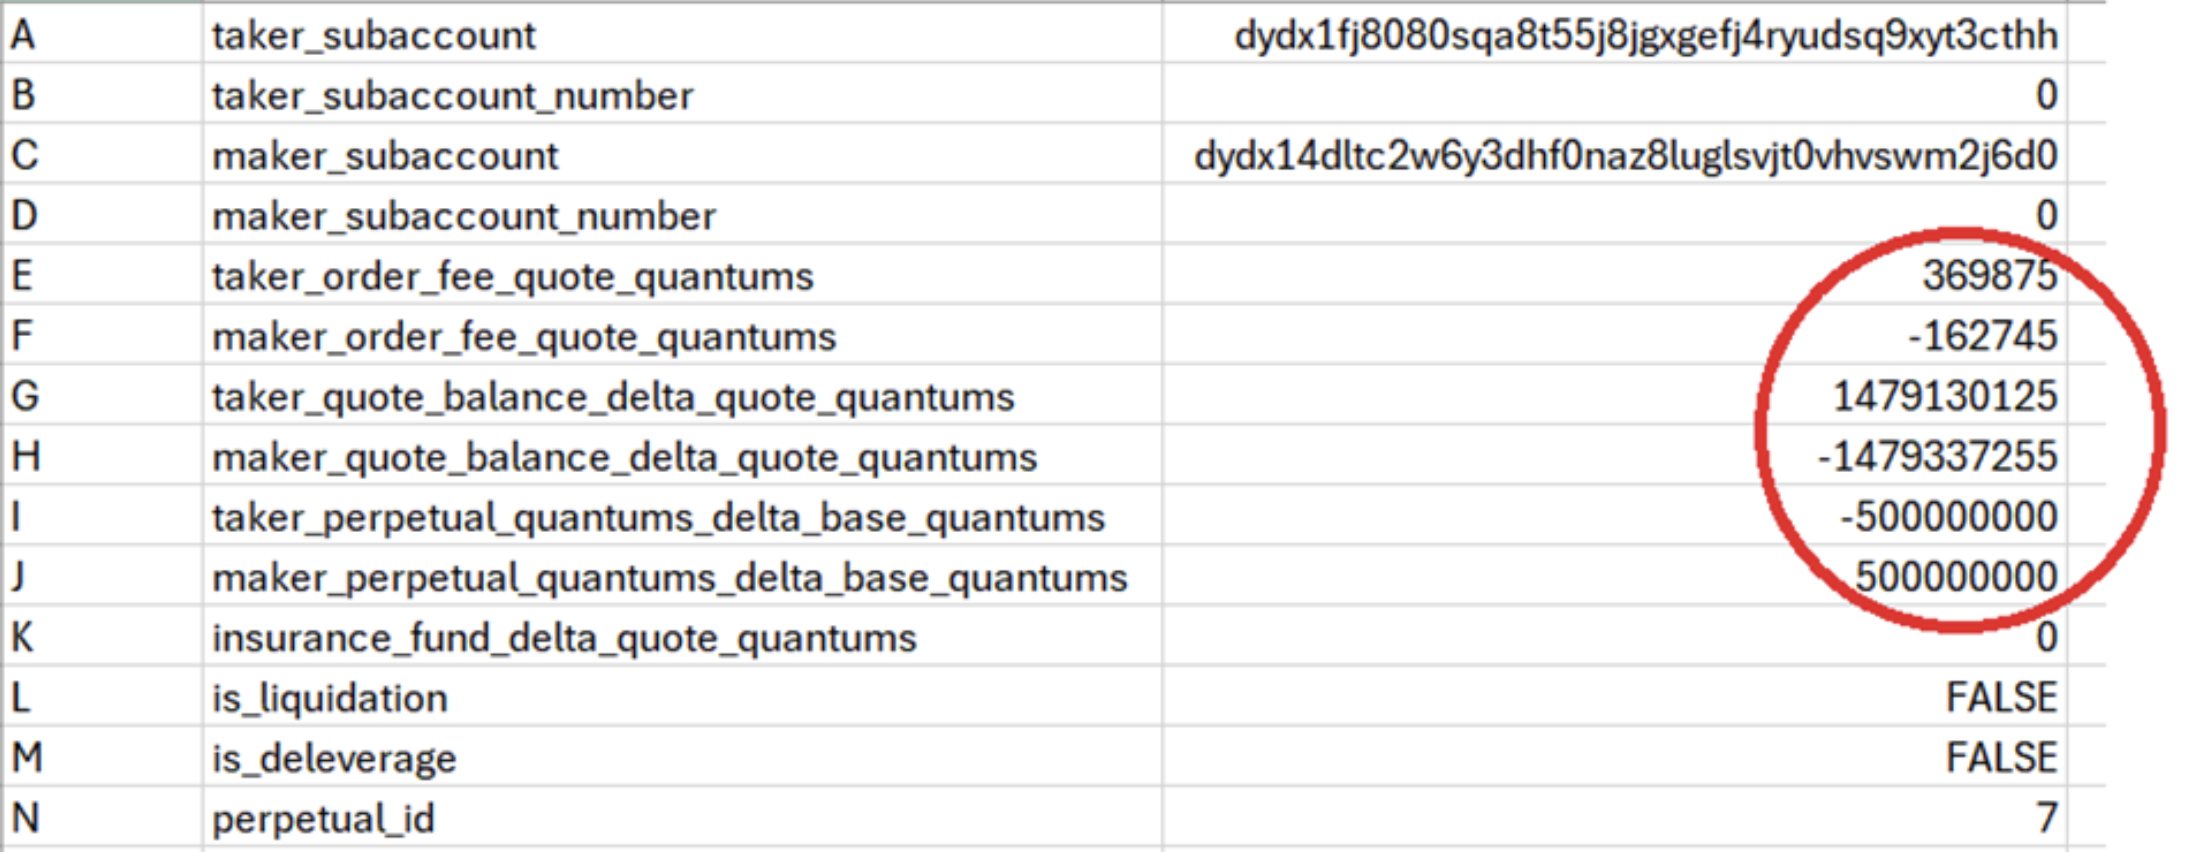 A taker_subaccount dydx1fj8080sqa8t55j8jgxgefj4ryudsq9xyt3cthh
B taker_subaccount_number 0
C maker_subaccount dydx14dltc2w6y3dhf0naz8luglsvjt0vhvswm2j6d0
D maker_subaccount_number 0
E taker_order_fee_quote_quantums 369875
F maker_order_fee_quote_quantums -162745
G taker_quote_balance_delta_quote_quantums 1479130125
H maker_quote_balance_delta_quote_quantums -1479337255
I taker_perpetual_quantums_delta_base_quantums -500000000
J maker_perpetual_quantums_delta_base_quantums 500000000
K insurance_fund_delta_quote_quantums 0
L is_liquidation FALSE
M is_deleverage FALSE
N perpetual_id 7